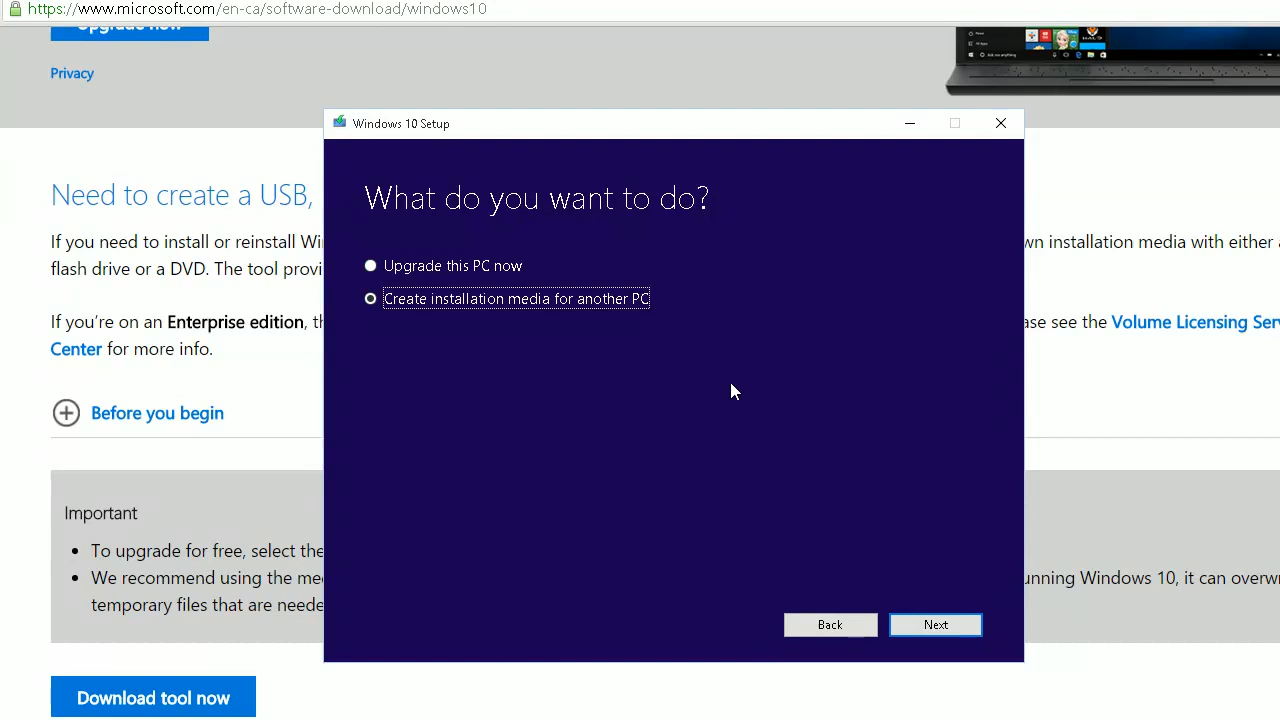 https://www.microsoft.com/en-ca/software-download/windows10
Upgrade now
Privacy
Windows 10 Setup
What do you want to do?
Upgrade this PC now
Create installation media for another PC
Back
Next
Need to create a USB,
If you need to install or reinstall Wi
wn installation media with either a
flash drive or a DVD. The tool provi
If you're on an Enterprise edition, th
ase see the Volume Licensing Ser
Center for more info.
Before you begin
Important
• To upgrade for free, select the
• We recommend using the me
unning Windows 10, it can overw
temporary files that are neede
Download tool now